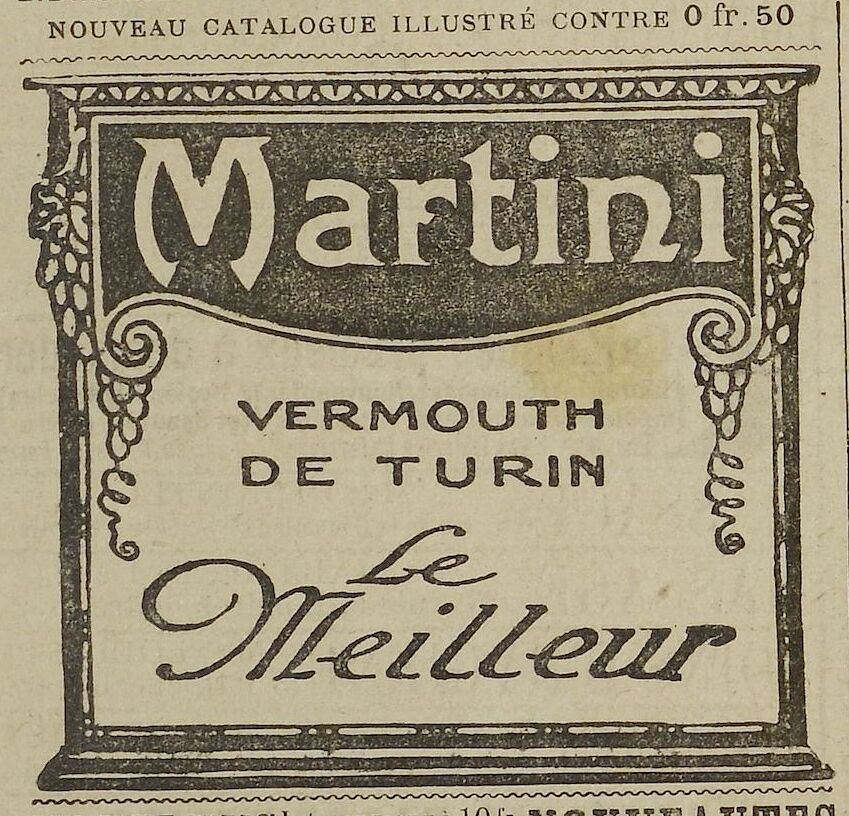 NOUVEAU CATALOGUE ILLUSTRÉ CONTRE 0 fr. 50
Martini
VERMOUTH
DE TURIN
Le
Meilleur